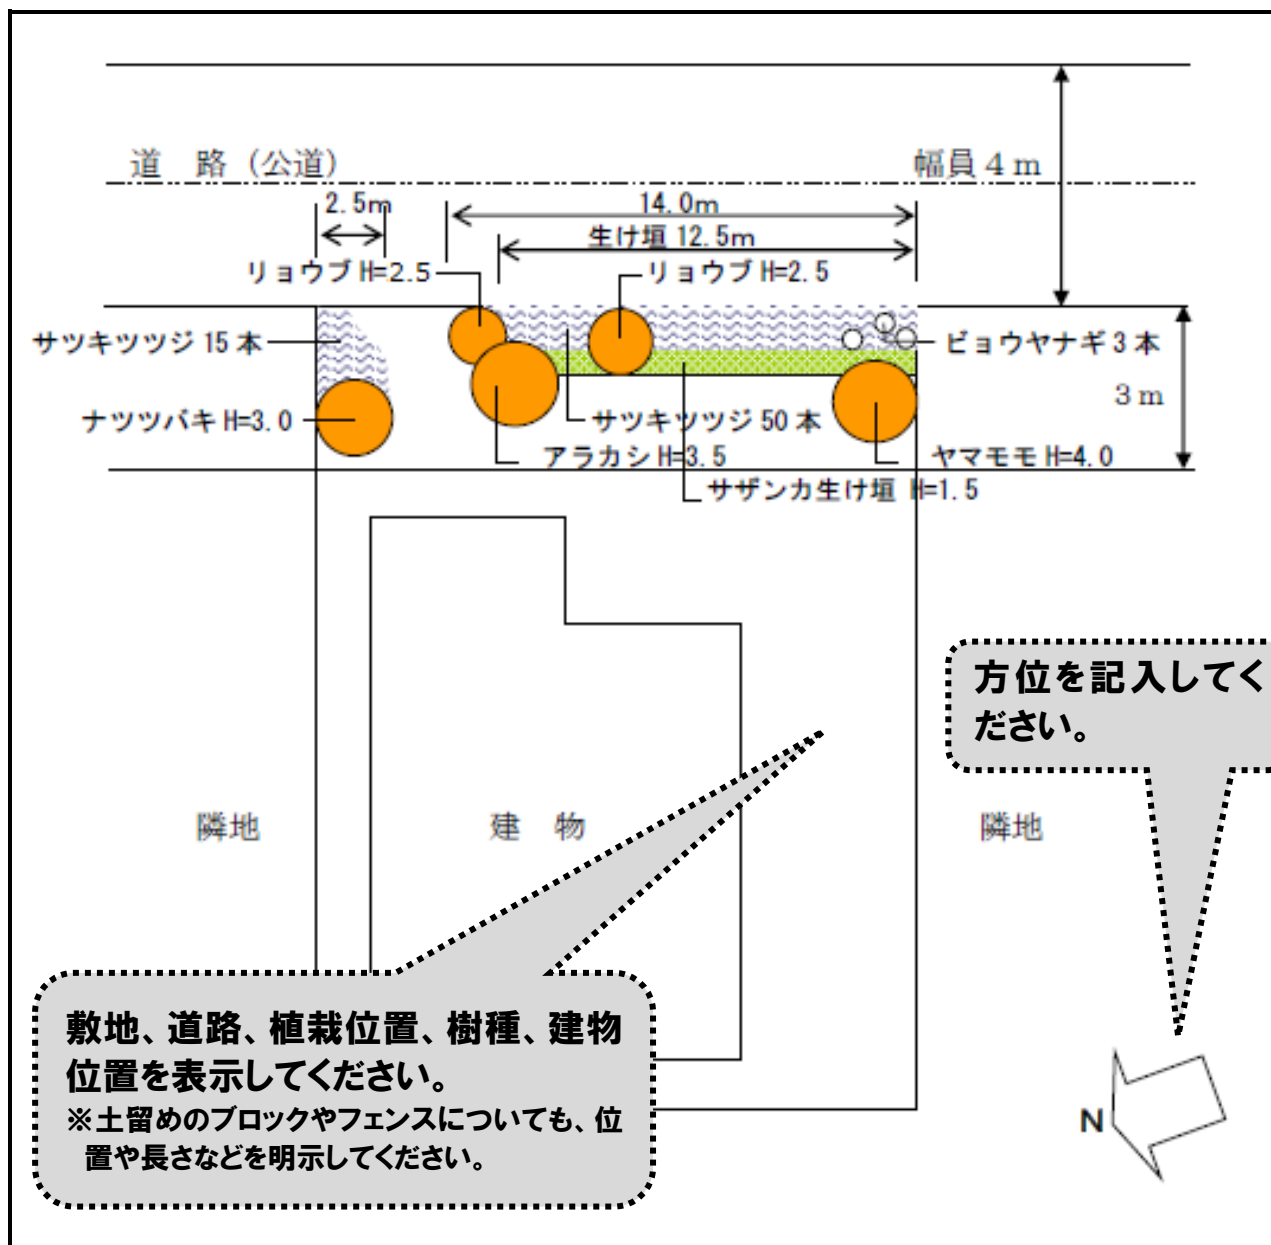 道　路（公道）
幅員４ｍ
2.5m
14.0m
生け垣 12.5m
リョウブ H=2.5
リョウブ H=2.5
サツキツツジ 15 本
ビョウヤナギ 3 本
3ｍ
ナツツバキ H=3.0
サツキツツジ 50 本
アラカシ H=3.5
ヤマモモ H=4.0
サザンカ生け垣 H=1.5
方位を記入してく
ださい。
隣地
建　物
隣地
敷地、道路、植栽位置、樹種、建物
位置を表示してください。
※土留めのブロックやフェンスについても、位
置や長さなどを明示してください。
N